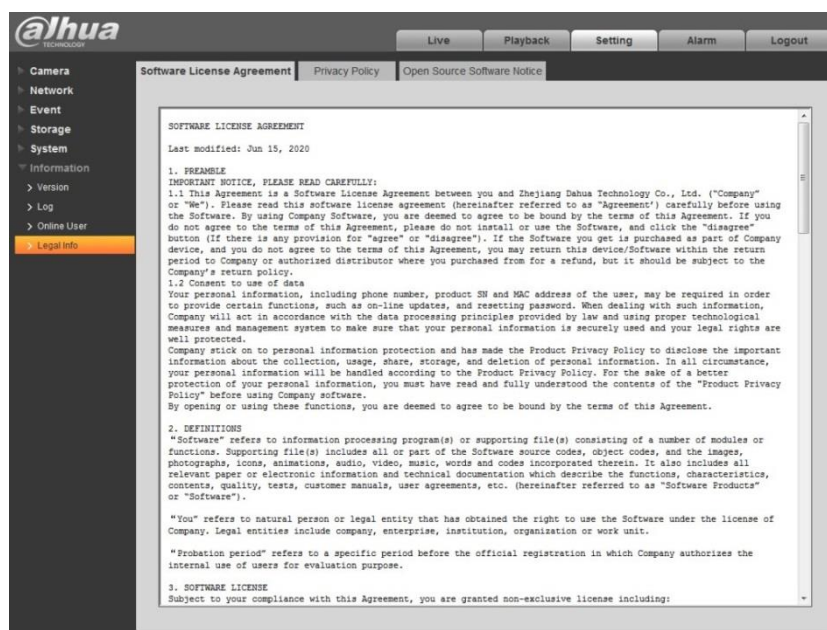 alhua
TECHNOLOGY
Live
Playback
Setting
Alarm
Logout
Camera
Network
Event
Storage
System
Information
Version
Log
Online User
Legal Info
Software License Agreement
Privacy Policy
Open Source Software Notice
SOFTWARE LICENSE AGREEMENT
Last modified: Jun 15, 2020
1. PREAMBLE
IMPORTANT NOTICE, PLEASE READ CAREFULLY:
1.1 This Agreement is a Software License Agreement between you and Zhejiang Dahua Technology Co., Ltd. ("Company"
or "We"). Please read this software license agreement (hereinafter referred to as "Agreement') carefully before using
the Software. By using Company Software, you are deemed to agree to be bound by the terms of this Agreement. If you
do not agree to the terms of this Agreement, please do not install or use the Software, and click the "disagree"
button (If there is any provision for "agree" or "disagree"). If the Software you get is purchased as part of Company
device, and you do not agree to the terms of this Agreement, you may return this device/Software within the return
period to Company or authorized distributor where you purchased from for a refund, but it should be subject to the
Company's return policy.
1.2 Consent to use of data
Your personal information, including phone number, product SN and MAC address of the user, may be required in order
to provide certain functions, such as on-line updates, and resetting password. When dealing with such information,
Company will act in accordance with the data processing principles provided by law and using proper technological
measures and management system to make sure that your personal information is securely used and your legal rights are
well protected.
Company stick on to personal information protection and has made the Product Privacy Policy to disclose the important
information about the collection, usage, share, storage, and deletion of personal information. In all circumstance,
your personal information will be handled according to the Product Privacy Policy. For the sake of a better
protection of your personal information, you must have read and fully understood the contents of the "Product Privacy
Policy" before using Company software.
By opening or using these functions, you are deemed to agree to be bound by the terms of this Agreement.
2. DEFINITIONS
"Software" refers to information processing program(s) or supporting file(s) consisting of a number of modules or
functions. Supporting file(s) includes all or part of the Software source codes, object codes, and the images,
photographs, icons, animations, audio, video, music, words and codes incorporated therein. It also includes all
relevant paper or electronic information and technical documentation which describe the functions, characteristics,
contents, quality, tests, customer manuals, user agreements, etc. (hereinafter referred to as "Software Products"
or "Software").
"You" refers to natural person or legal entity that has obtained the right to use the Software under the license of
Company. Legal entities include company, enterprise, institution, organization or work unit.
"Probation period" refers to a specific period before the official registration in which Company authorizes the
internal use of users for evaluation purpose.
3. SOFTWARE LICENSE
Subject to your compliance with this Agreement, you are granted non-exclusive license including: